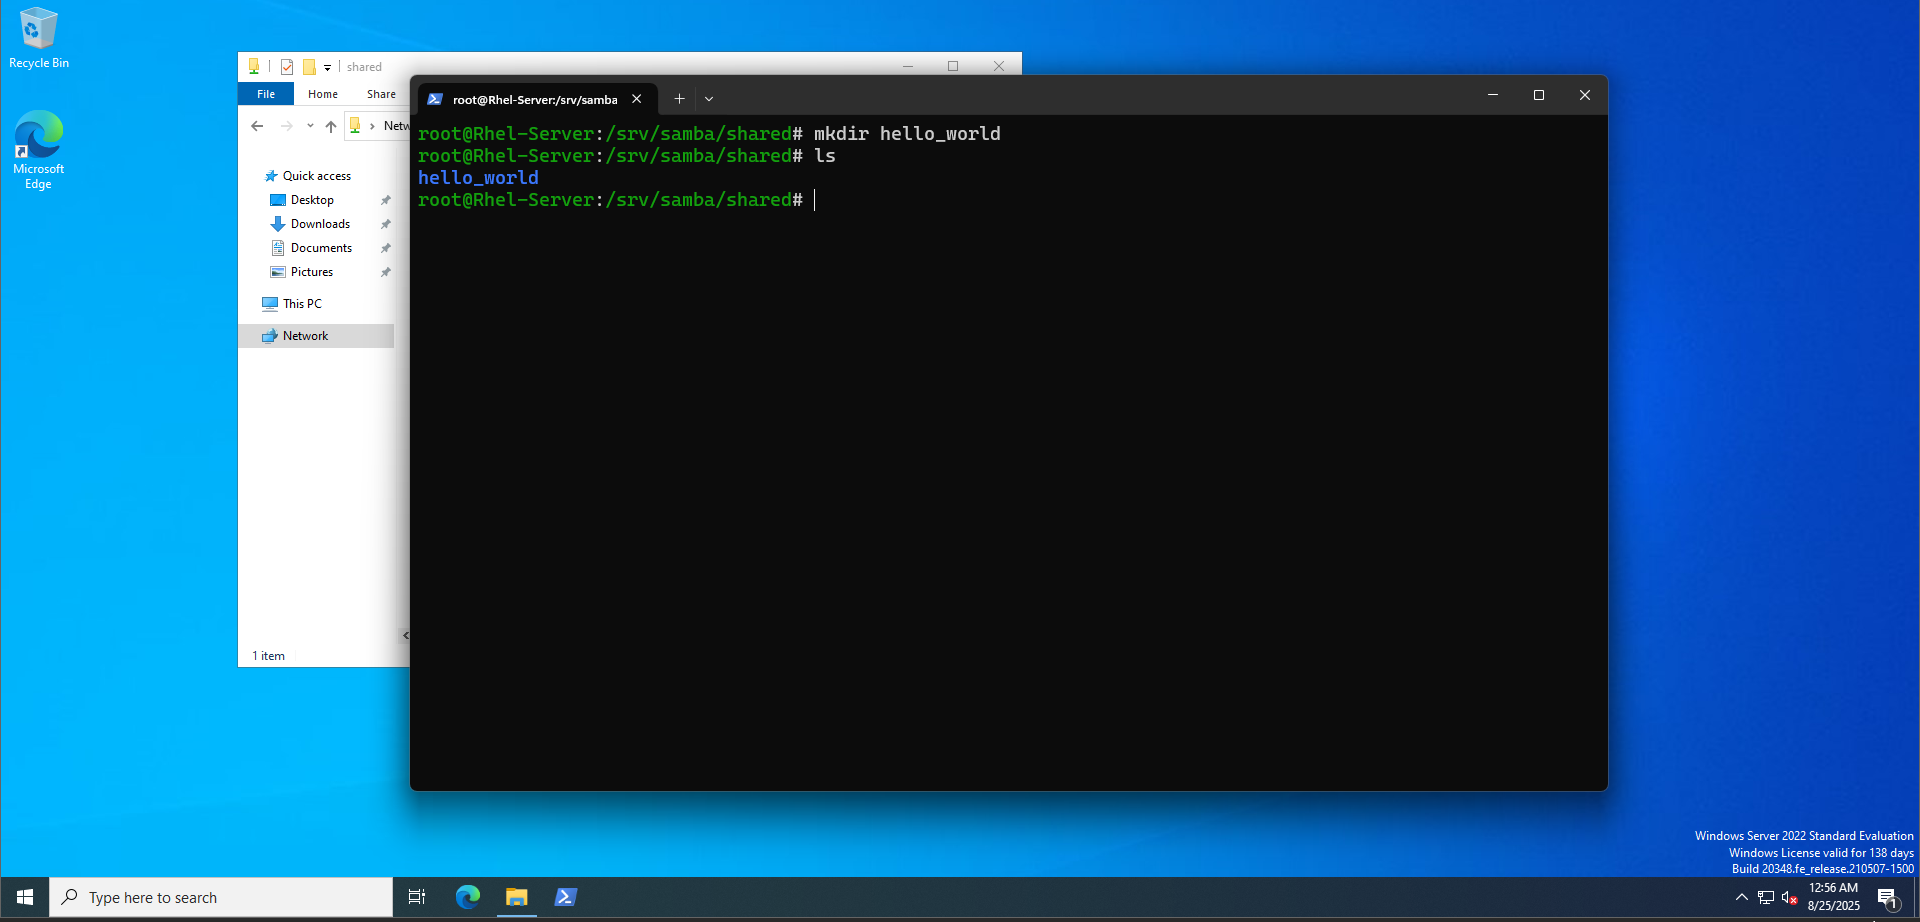 Recycle Bin
Microsoft
Edge
shared
File Home Share
Netw
Quick access
Desktop
Downloads
Documents
Pictures
This PC
Network
1 item
root@Rhel-Server:/srv/samba
root@Rhel-Server:/srv/samba/shared# mkdir hello_world
root@Rhel-Server:/srv/samba/shared# ls
hello_world
root@Rhel-Server:/srv/samba/shared#
Windows Server 2022 Standard Evaluation
Windows License valid for 138 days
Build 20348.fe_release.210507-1500
Type here to search
12:56 AM
8/25/2025
1